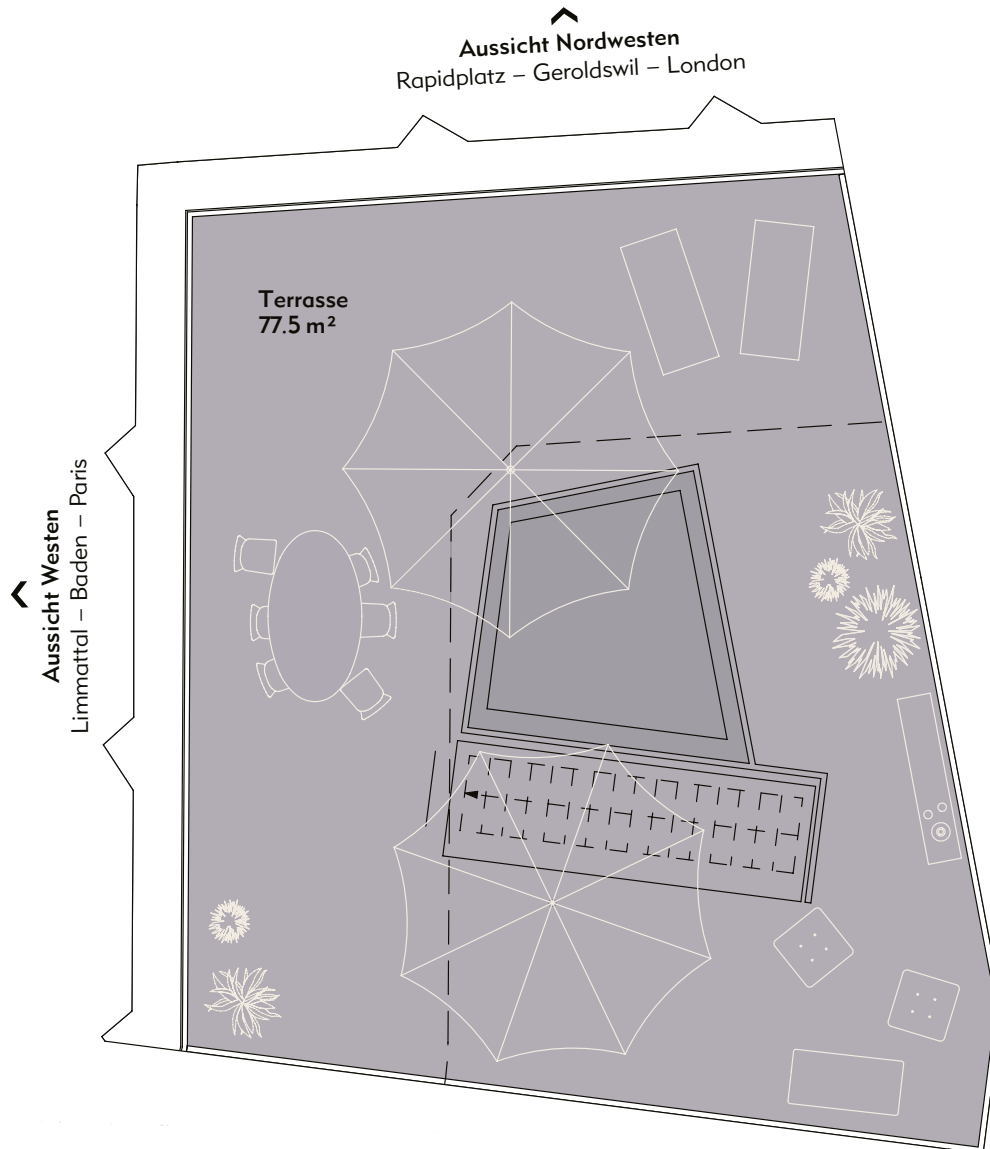 Aussicht Nordwesten
Rapidplatz – Geroldswil – London
Terrasse
77.5 m²
Aussicht Westen
Limmattal – Baden – Paris